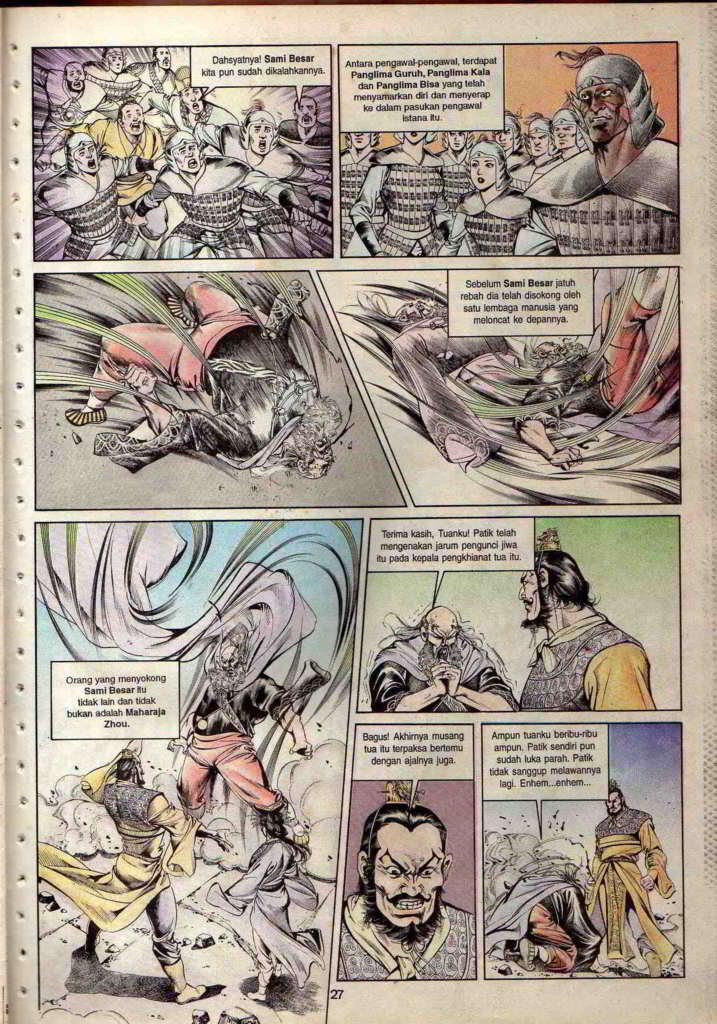 Dahsyatnya! Sami Besar
kita pun sudah dikalahkannya.
Antara pengawal-pengawal, terdapat
Panglima Guruh, Panglima Kala
dan Panglima Bisa yang telah
menyamarkan diri dan menyerap
ke dalam pasukan pengawal
istana itu.
Sebelum Sami Besar jatuh
rebah dia telah disokong oleh
satu lembaga manusia yang
meloncat ke depannya.
Orang yang menyokong
Sami Besar itu
tidak lain dan tidak
bukan adalah Maharaja
Zhou.
Terima kasih, Tuanku! Patik telah
mengenakan jarum pengunci jiwa
itu pada kepala pengkhianat tua itu.
Bagus! Akhirnya musang
tua itu terpaksa bertemu
dengan ajalnya juga.
Ampun tuanku beribu-ribu
ampun. Patik sendiri pun
sudah luka parah. Patik
tidak sanggup melawannya
lagi. Enhem...enhem...
27